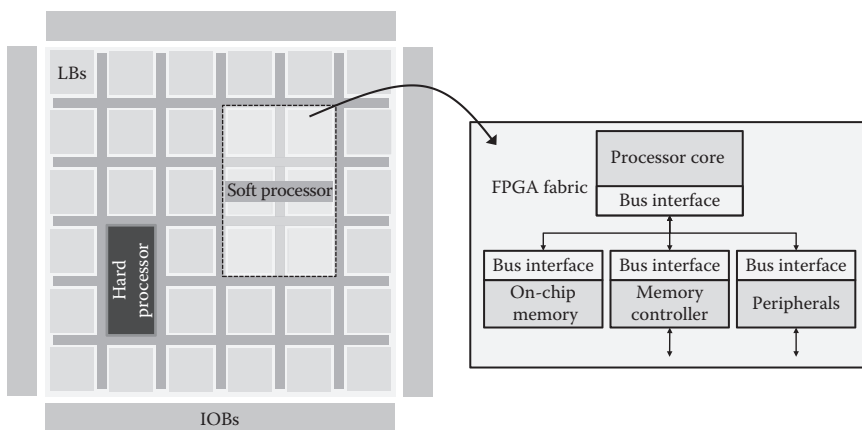 LBs
Soft processor
Hard
processor
IOBs
FPGA fabric
Processor core
Bus interface
Bus interface
On-chip
memory
Bus interface
Memory
controller
Bus interface
Peripherals